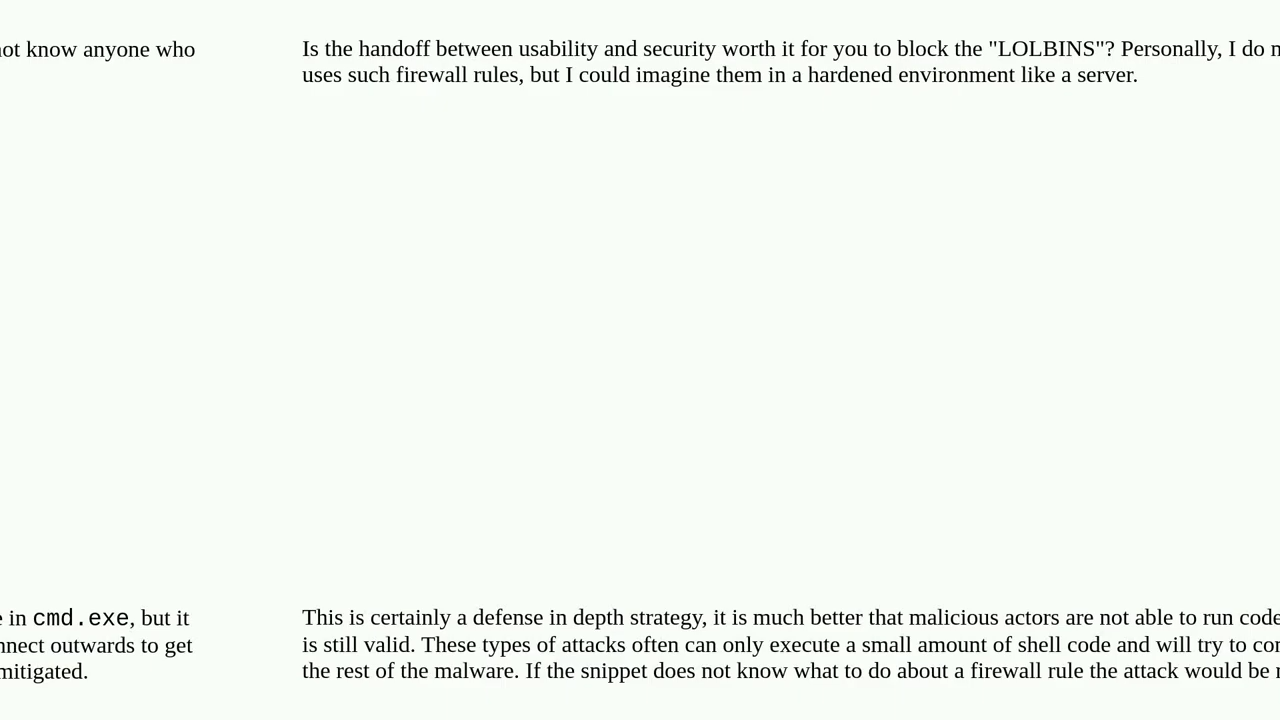 not know anyone who
Is the handoff between usability and security worth it for you to block the "LOLBINS"? Personally, I do
uses such firewall rules, but I could imagine them in a hardened environment like a server.
in cmd.exe, but it
outwards to get
mitigated.
This is certainly a defense in depth strategy, it is much better that malicious actors are not able to run code
is still valid. These types of attacks often can only execute a small amount of shell code and will try to
the rest of the malware. If the snippet does not know what to do about a firewall rule the attack would be